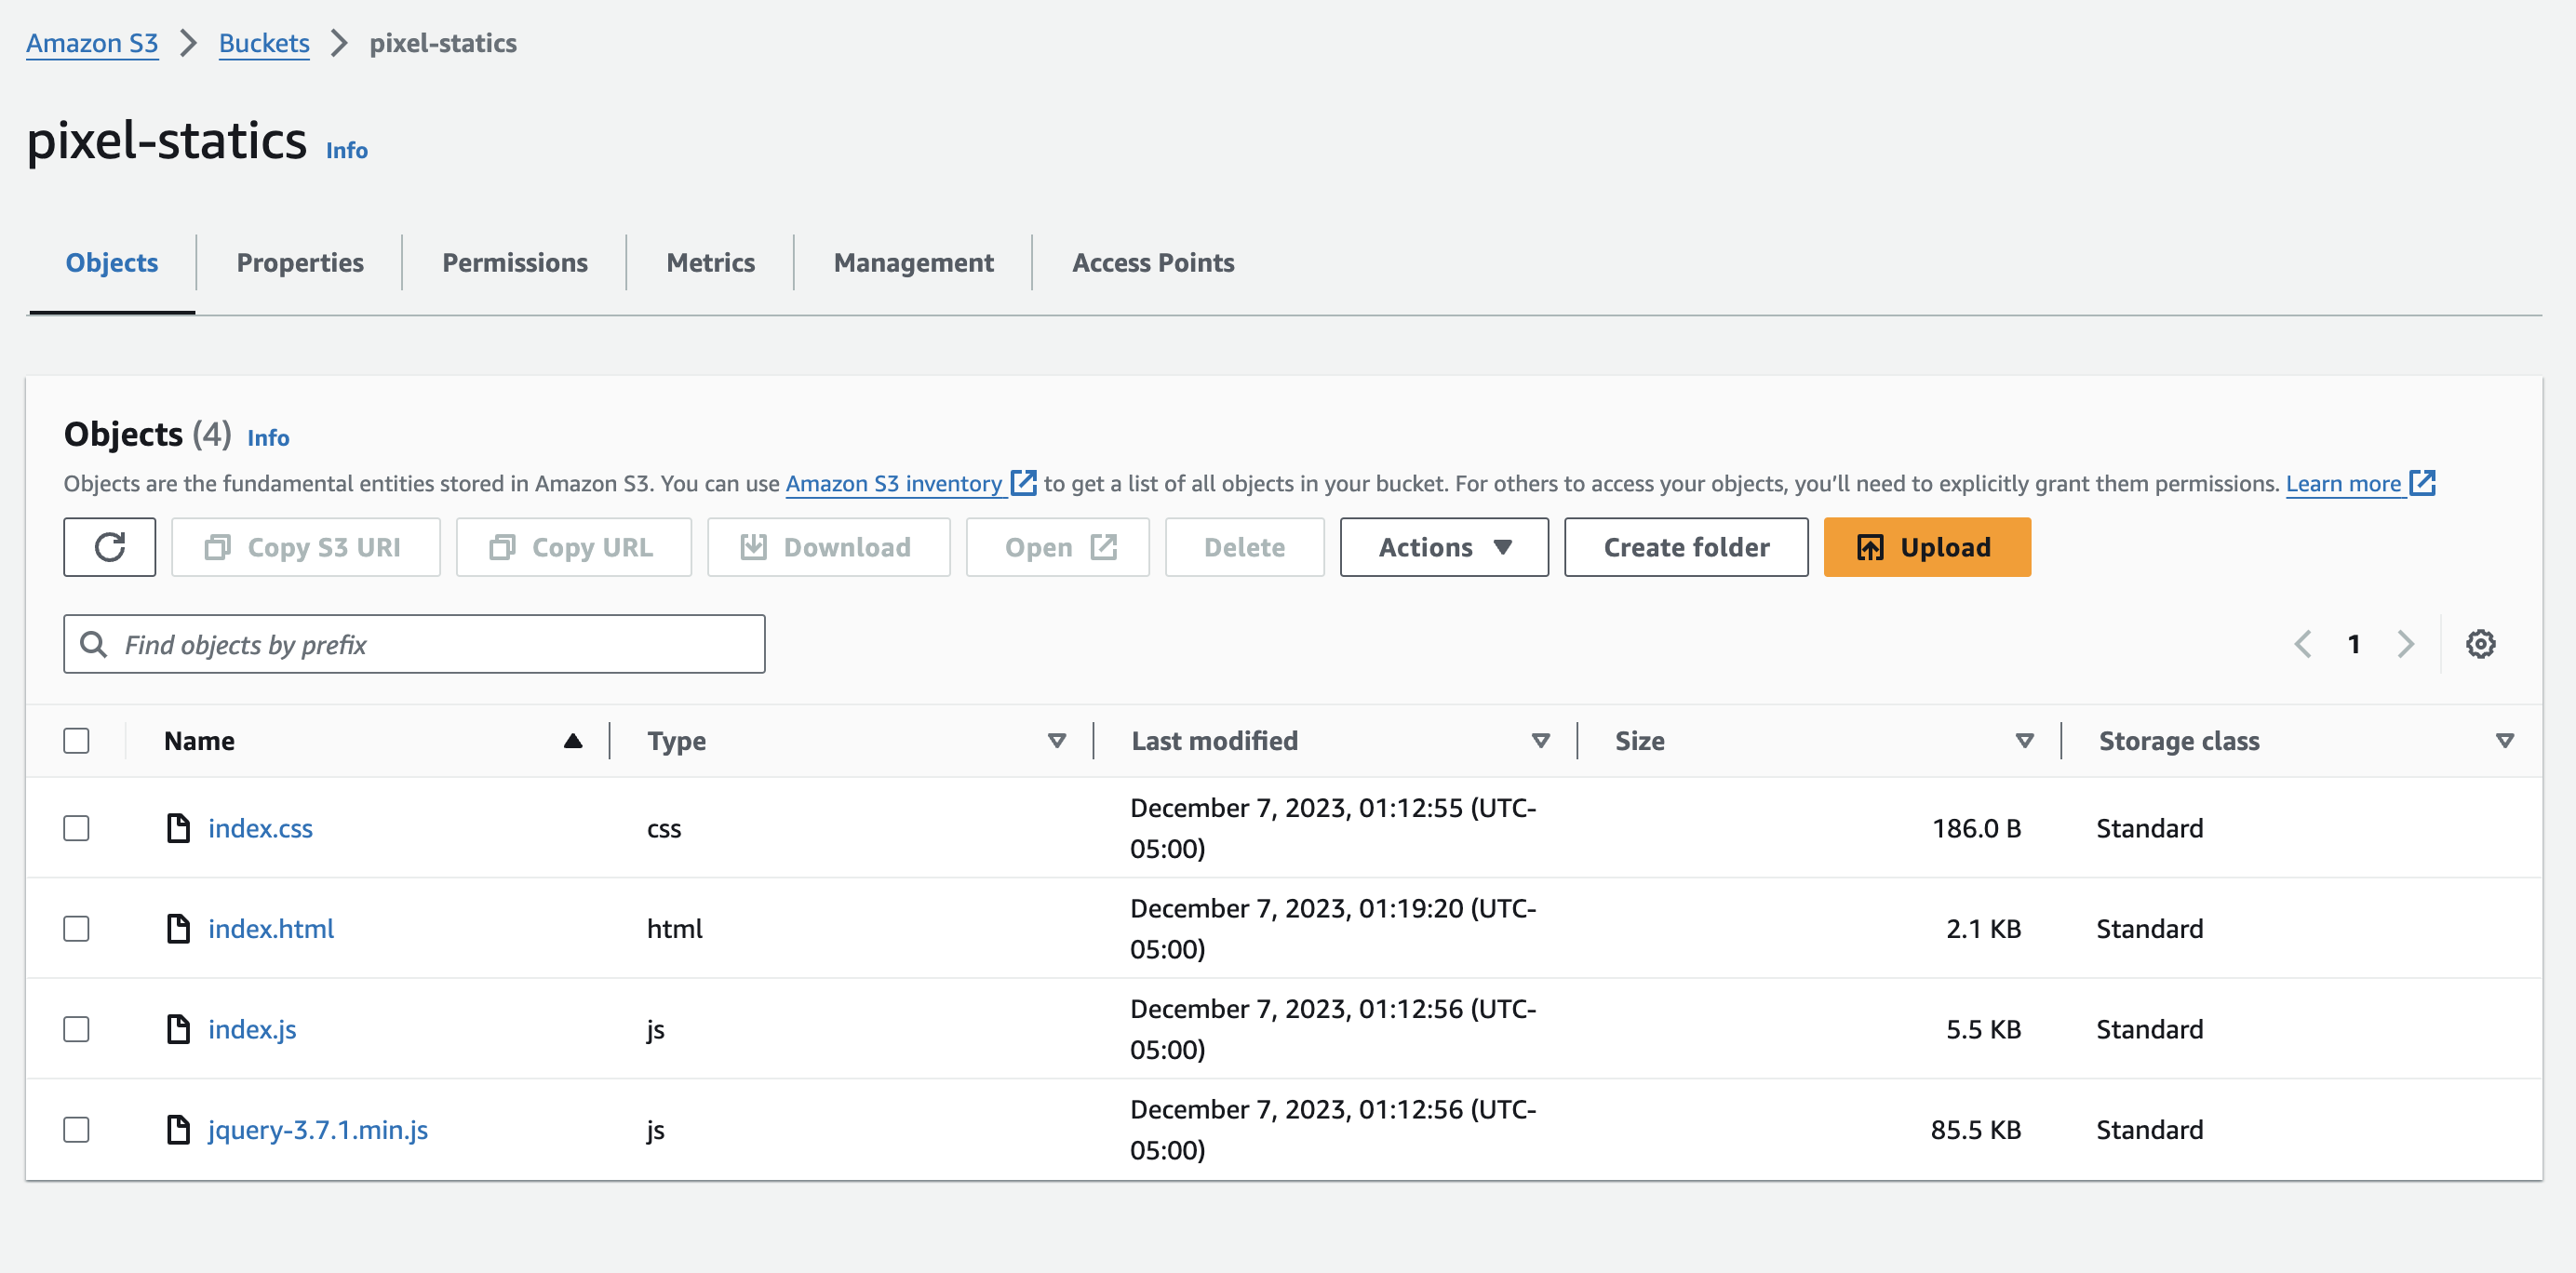 Amazon S3 > Buckets > pixel-statics
pixel-statics Info
Objects Properties Permissions Metrics Management Access Points
Objects (4) Info
Objects are the fundamental entities stored in Amazon S3. You can use Amazon S3 inventory to get a list of all objects in your bucket. For others to access your objects, you'll need to explicitly grant them permissions. Learn more
Copy S3 URI Copy URL Download Open Delete Actions Create folder Upload
Find objects by prefix 1
Name Type Last modified Size Storage class
index.css css December 7, 2023, 01:12:55 (UTC-
05:00) 186.0 B Standard
index.html html December 7, 2023, 01:19:20 (UTC-
05:00) 2.1 KB Standard
index.js js December 7, 2023, 01:12:56 (UTC-
05:00) 5.5 KB Standard
jquery-3.7.1.min.js js December 7, 2023, 01:12:56 (UTC-
05:00) 85.5 KB Standard